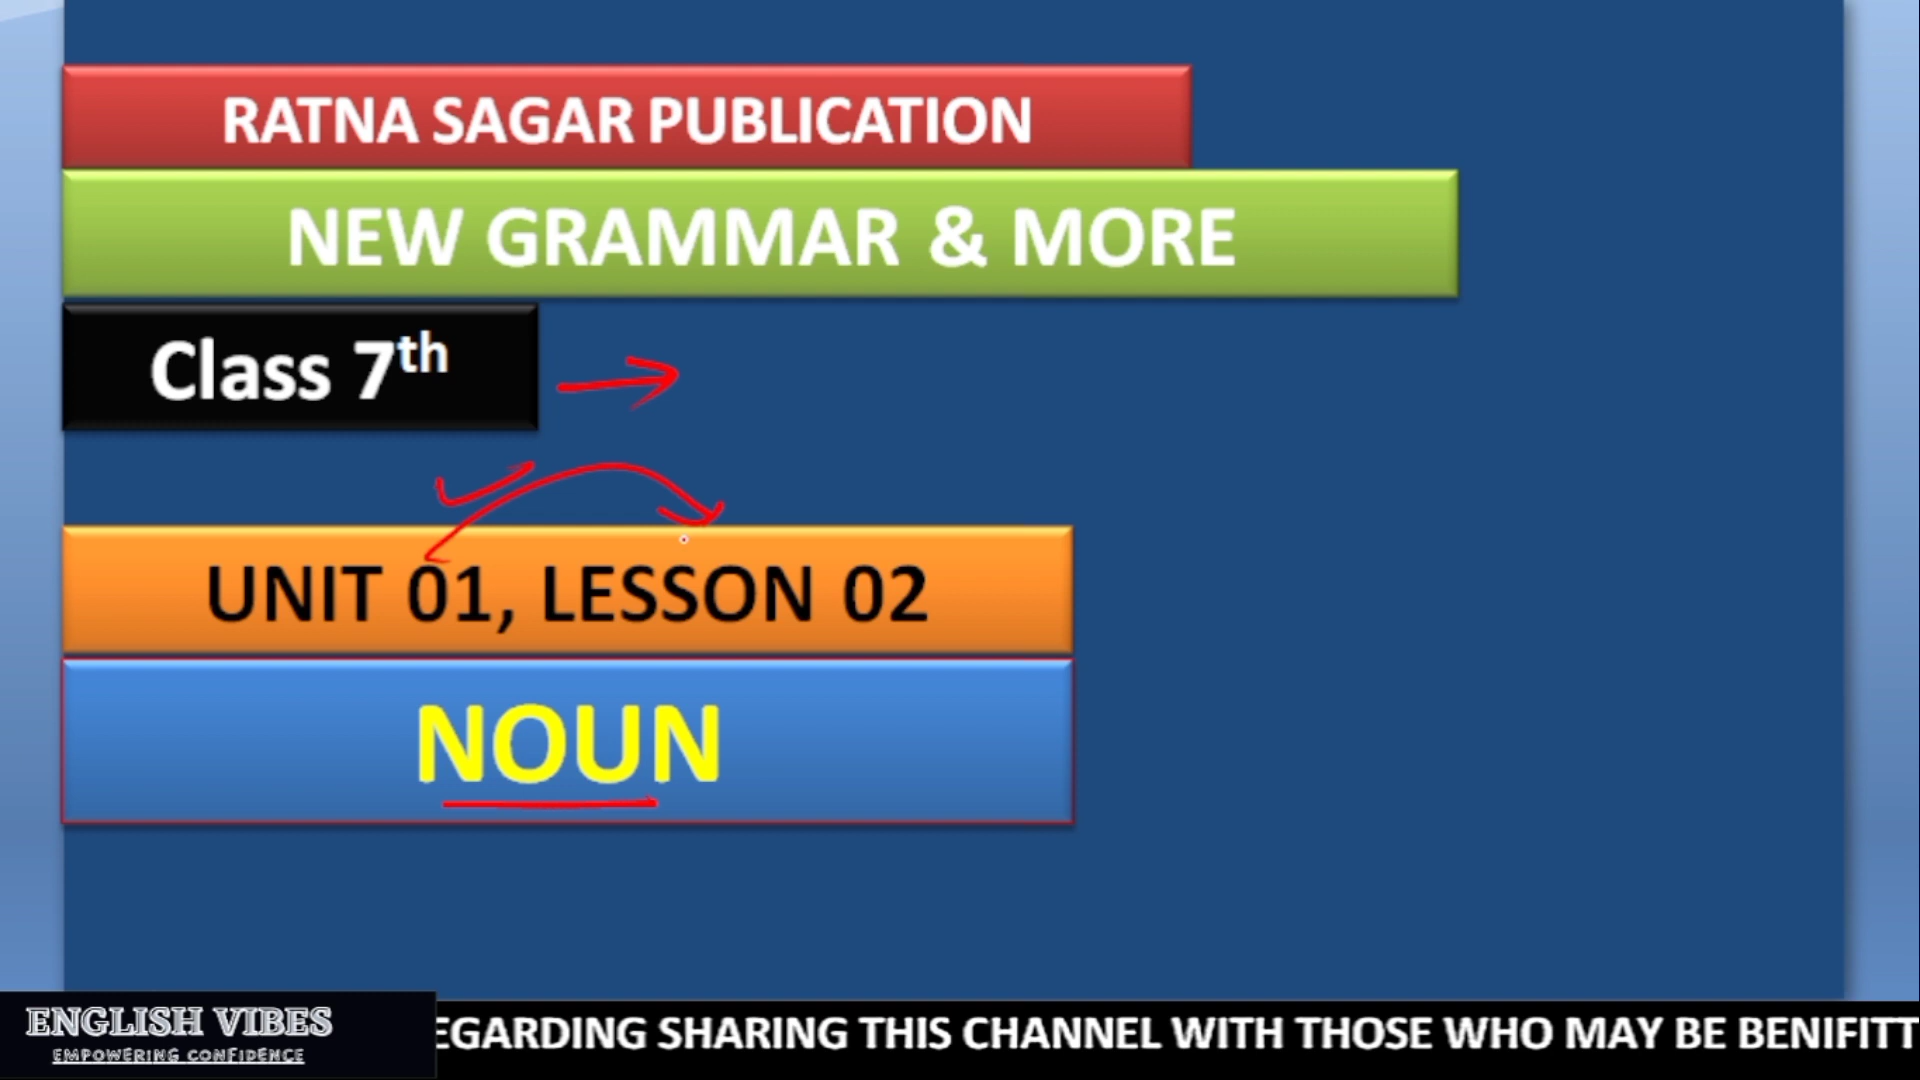 RATNA SAGAR PUBLICATION
NEW GRAMMAR & MORE
Class 7th
UNIT 01, LESSON 02
NOUN
ENGLISH VIBES
EMPOWERING CONFIDENCE
EGARDING SHARING THIS CHANNEL WITH THOSE WHO MAY BE BENIFITT